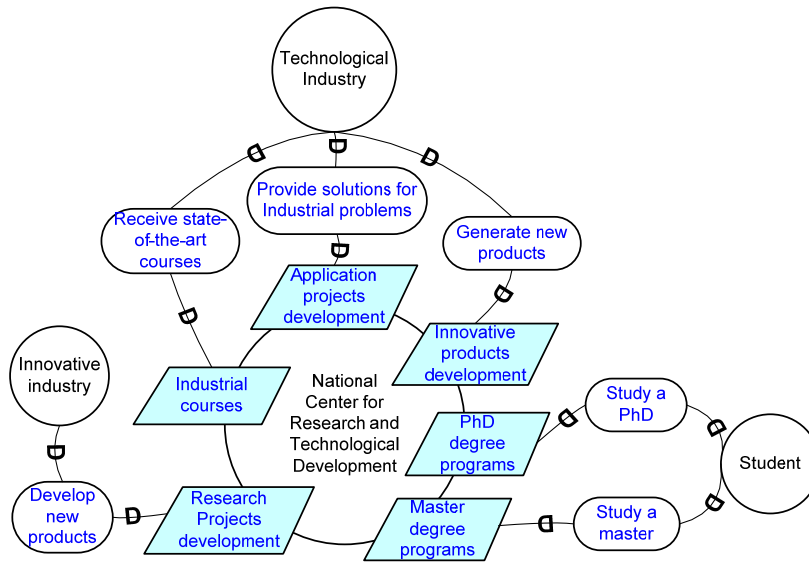 Technological
Industry
D
D
D
Provide solutions for
Industrial problems
Receive state-
of-the-art
courses
Generate new
products
D
D
D
Application
projects
development
Innovative
products
development
Innovative
industry
Industrial
courses
National
Center for
Research and
Technological
Development
PhD
degree
programs
D
Study a
PhD
D
Student
D
Develop
new
products
D
Research
Projects
development
Master
degree
programs
D
Study a
master
D